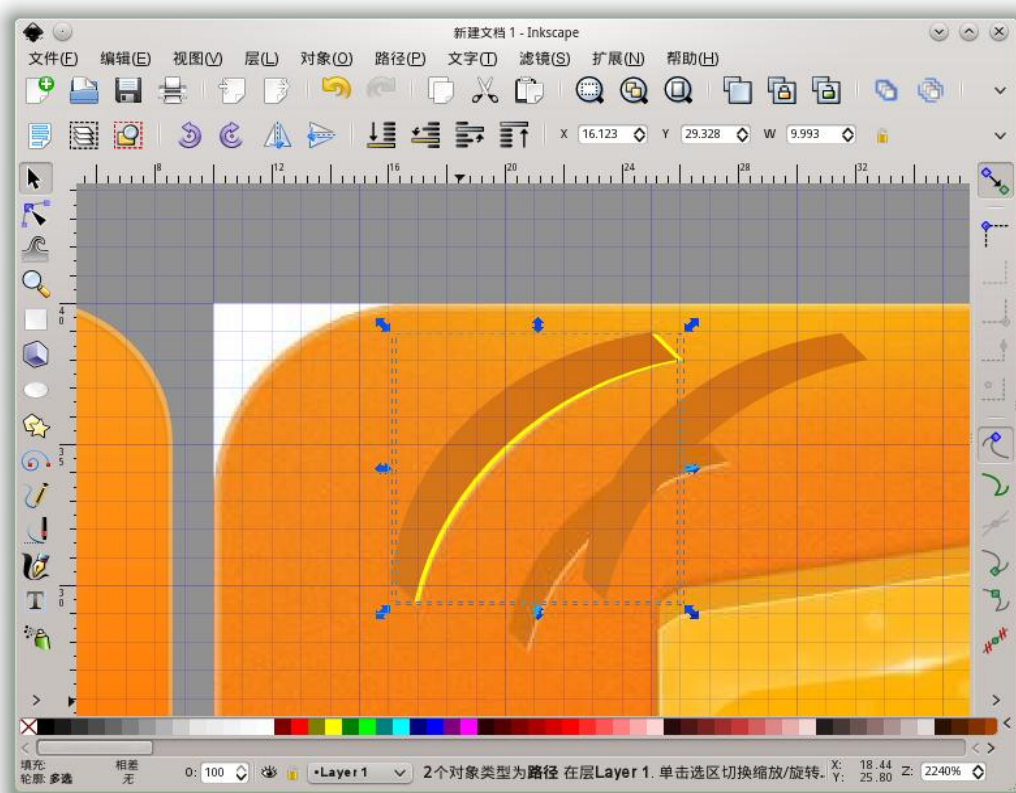 新建文档 1 - Inkscape
文件(F) 编辑(E) 视图(V) 层(L) 对象(O) 路径(P) 文字(T) 滤镜(S) 扩展(N) 帮助(H)
X 16.123 Y 29.328 W 9.993
8 12 16 20 24 28 32
40
35
30
填充: 相差 O: 100 •Layer 1 2个对象类型为路径 在层Layer 1. 单击选区切换缩放/旋转. X: 18.44 Z: 2240%
轮廓: 多选 无 Y: 25.80